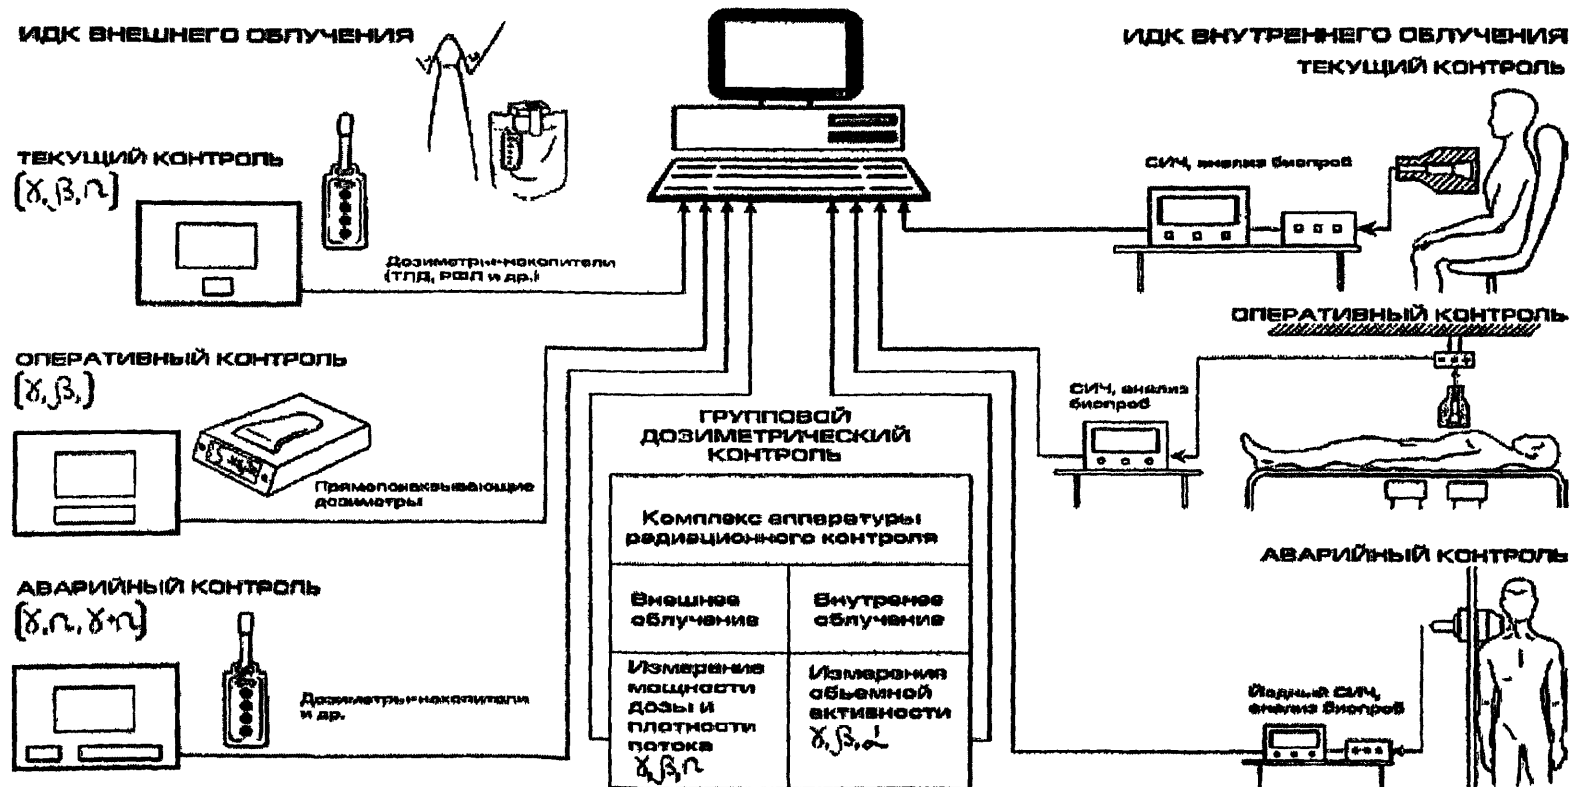 ИДК ВНЕШНЕГО ОБЛУЧЕНИЯ
ТЕКУЩИЙ КОНТРОЛЬ
(γ, β, n)
Дозиметры-накопители
(ТЛД, РФЛ и др.)
ОПЕРАТИВНЫЙ КОНТРОЛЬ
(γ, β,)
Прямопоказывающие
дозиметры
АВАРИЙНЫЙ КОНТРОЛЬ
(γ, n, γ+n)
Дозиметры-накопители
и др.
ГРУППОВОЙ
ДОЗИМЕТРИЧЕСКИЙ
КОНТРОЛЬ
Комплекс аппаратуры
радиационного контроля
Внешнее
облучение
Внутренее
облучение
Измерение
мощности
дозы и
плотности
потока
γ, β, n
Измерения
объемной
активности
γ, β, α
ИДК ВНУТРЕННЕГО ОБЛУЧЕНИЯ
ТЕКУЩИЙ КОНТРОЛЬ
СИЧ, анализ биопроб
ОПЕРАТИВНЫЙ КОНТРОЛЬ
СИЧ, анализ
биопроб
АВАРИЙНЫЙ КОНТРОЛЬ
Йодный СИЧ,
анализ биопроб